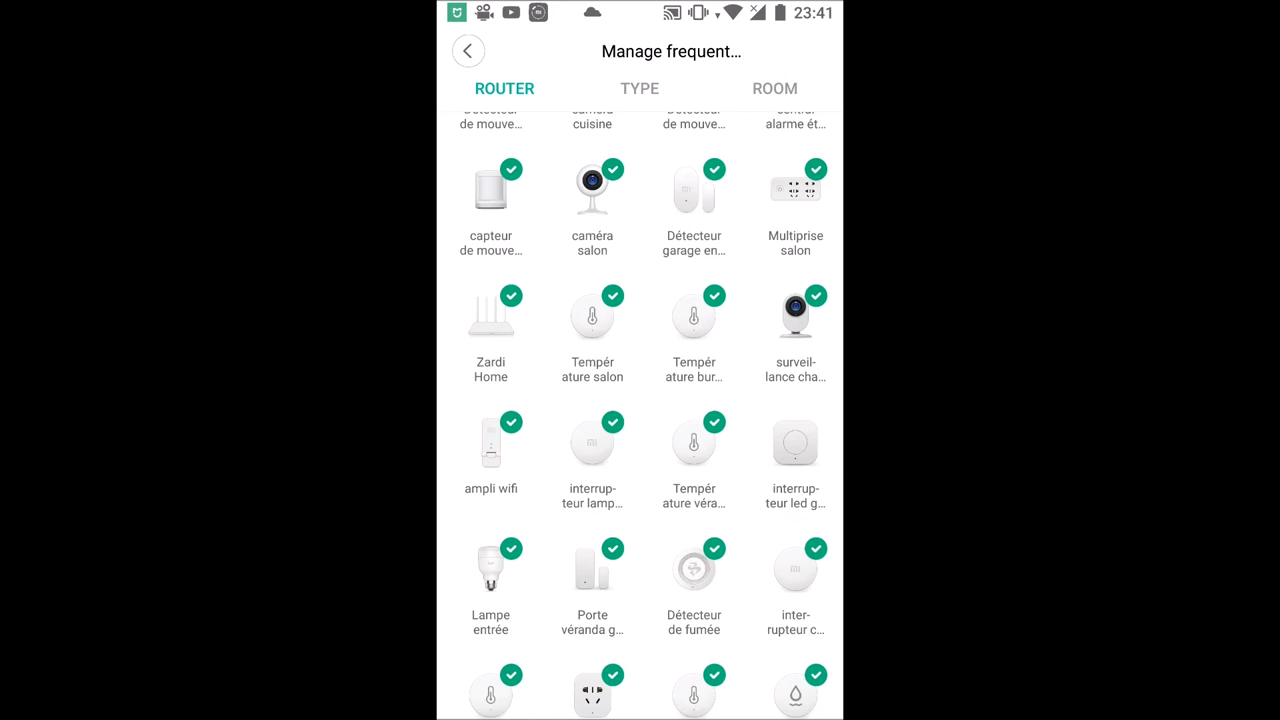 23:41
Manage frequent…
ROUTER TYPE ROOM
de mouve… cuisine de mouve… alarme ét…
capteur caméra Détecteur Multiprise
de mouve… salon garage en… salon
Zardi Tempér Tempér surveil-
Home ature salon ature bur… lance cha…
ampli wifi interrup- Tempér interrup-
teur lamp… ature véra… teur led g…
Lampe Porte Détecteur inter-
entrée véranda g… de fumée rupteur c…